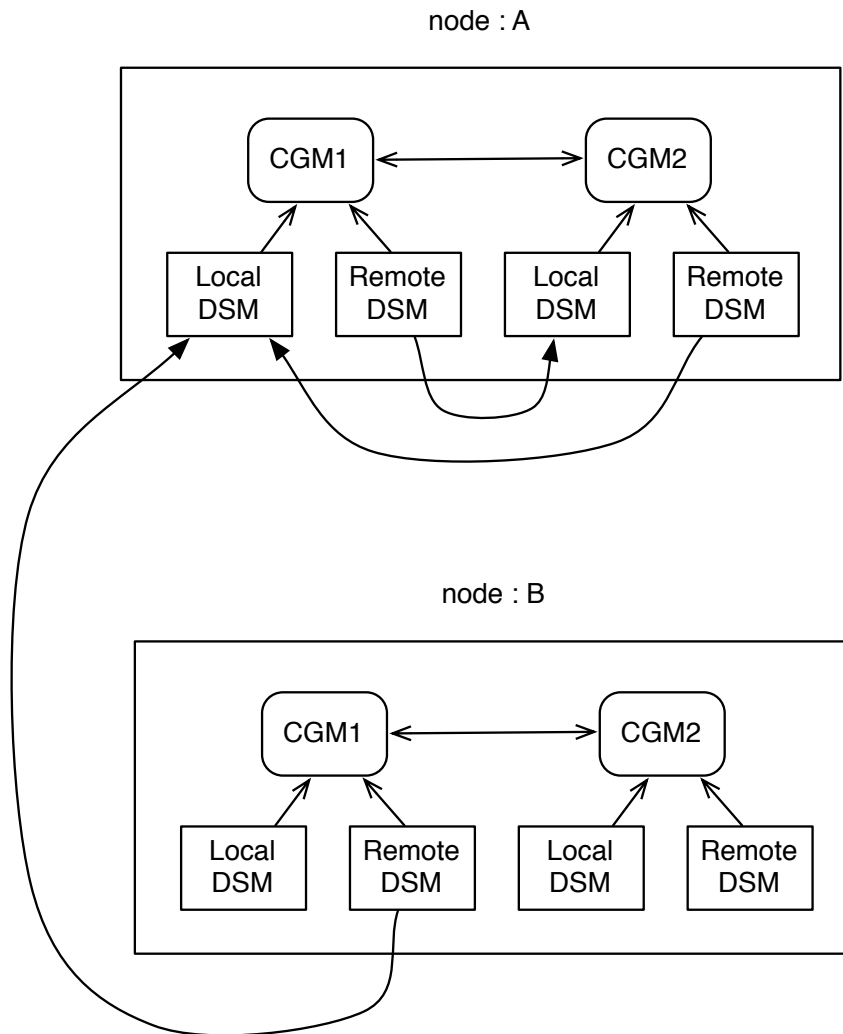 node : A
CGM1
CGM2
Local
DSM
Remote
DSM
Local
DSM
Remote
DSM
node : B
CGM1
CGM2
Local
DSM
Remote
DSM
Local
DSM
Remote
DSM